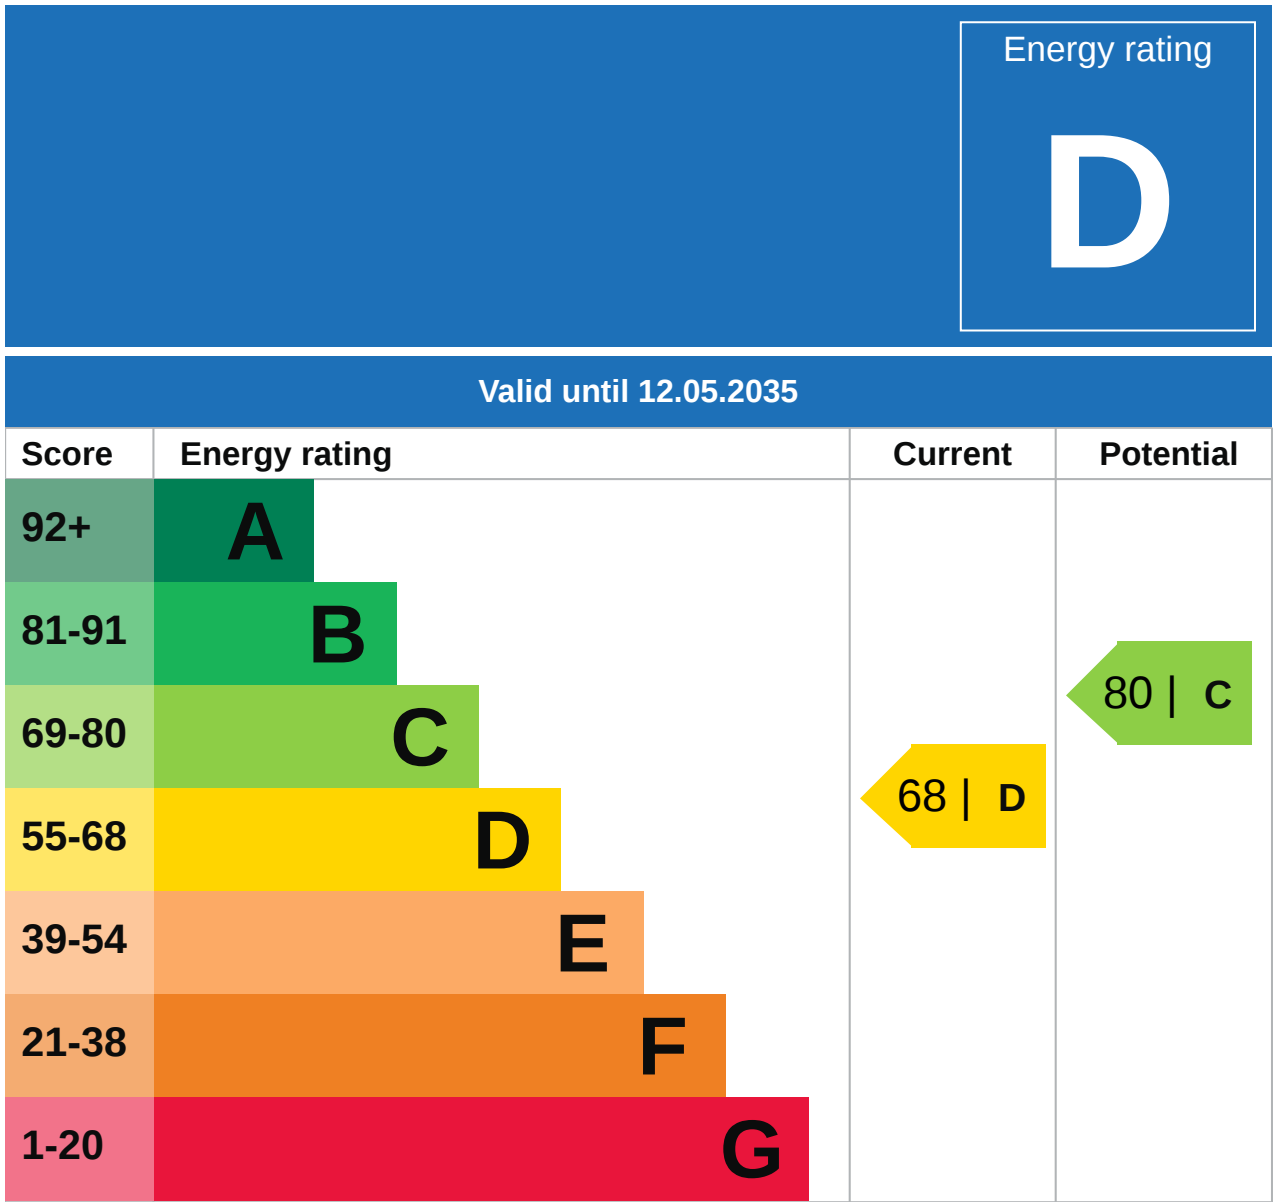 Energy rating
D
Valid until 12.05.2035
Score Energy rating Current Potential
92+ A
81-91 B
80 | C
69-80 C
68 | D
55-68 D
39-54 E
21-38 F
1-20 G